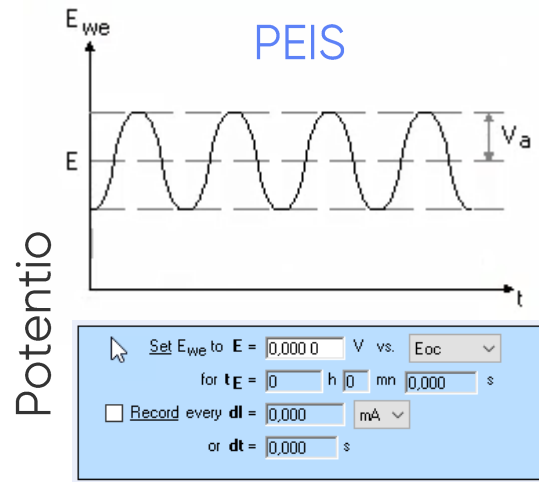 E we
PEIS
Va
E
t
Potentio
Set Ewe to E = 0,000 0 V vs. Eoc
for tE = 0 h 0 mn 0,000 s
Record every dI = 0,000 mA
or dt = 0,000 s